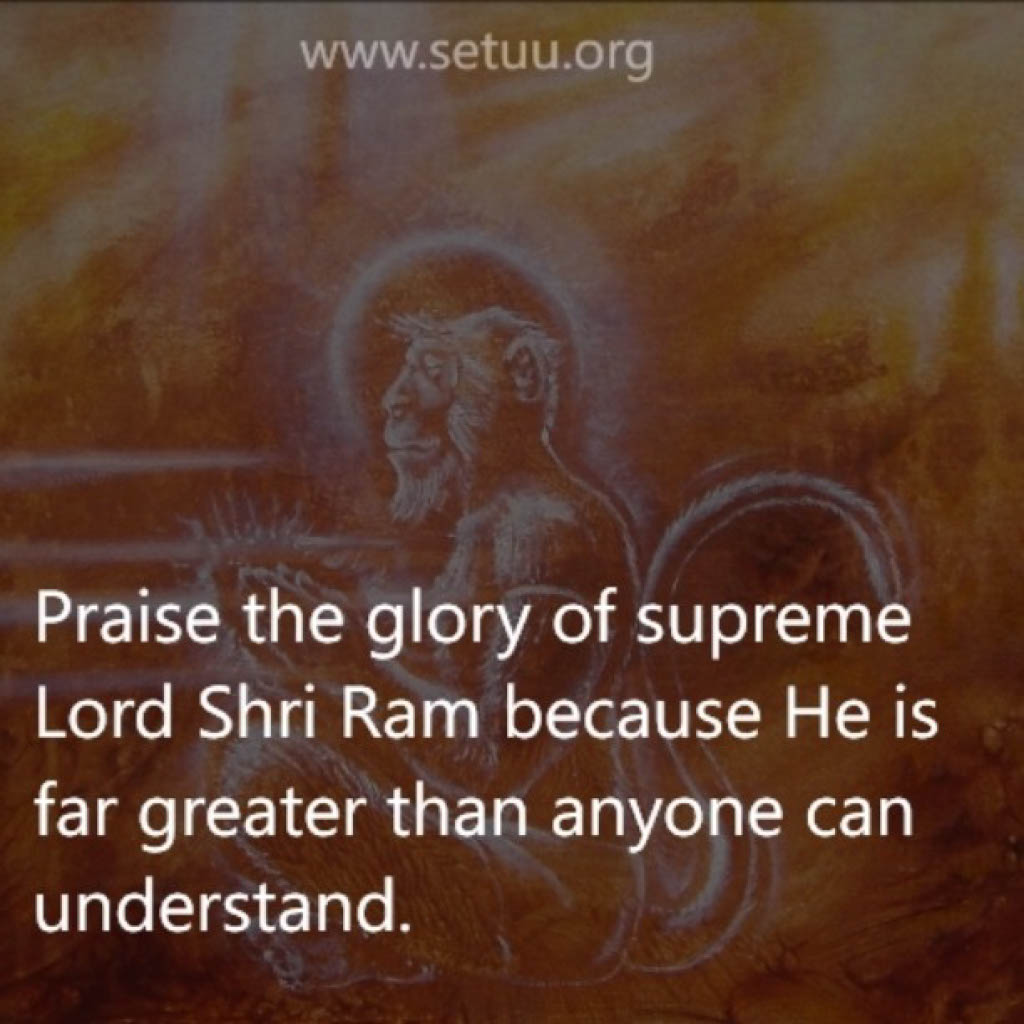 www.setuu.org
Praise the glory of supreme
Lord Shri Ram because He is
far greater than anyone can
understand.